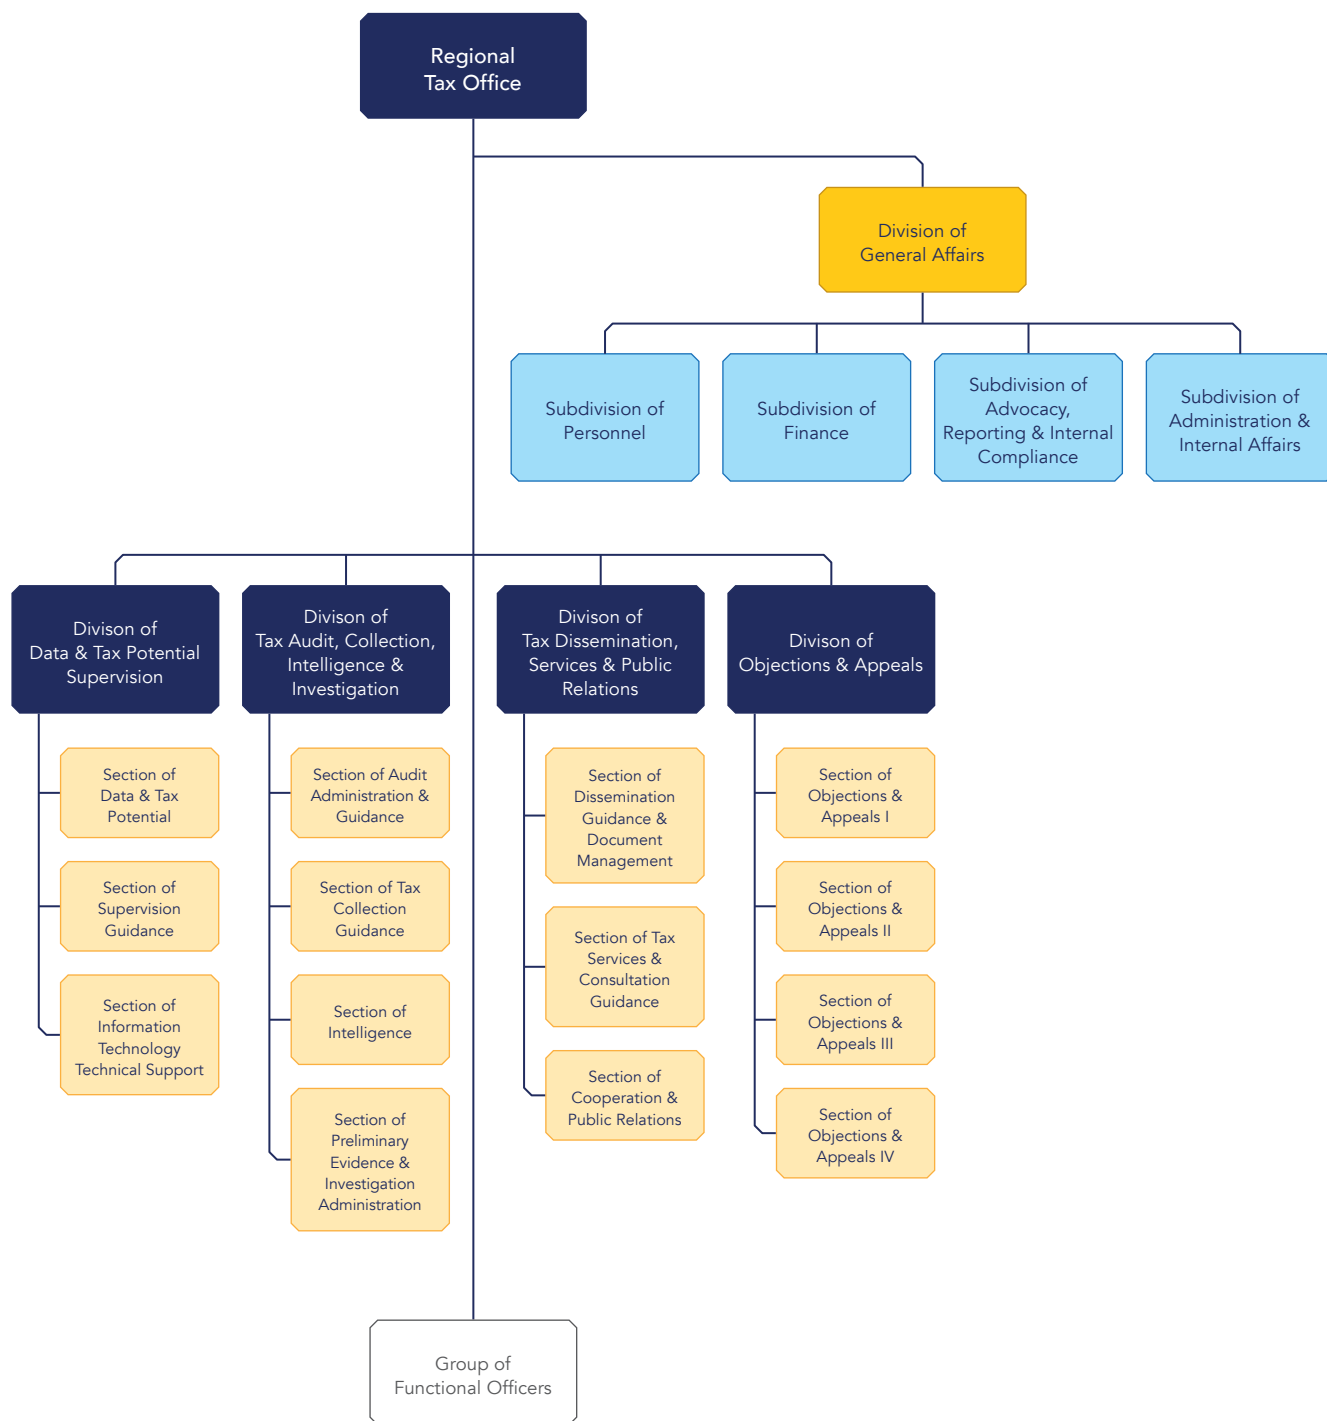 Regional
Tax Office
Division of
General Affairs
Subdivision of
Personnel
Subdivision of
Finance
Subdivision of
Advocacy,
Reporting & Internal
Compliance
Subdivision of
Administration &
Internal Affairs
Divison of
Data & Tax Potential
Supervision
Divison of
Tax Audit, Collection,
Intelligence &
Investigation
Divison of
Tax Dissemination,
Services & Public
Relations
Divison of
Objections & Appeals
Section of
Data & Tax
Potential
Section of
Supervision
Guidance
Section of
Information
Technology
Technical Support
Section of Audit
Administration &
Guidance
Section of Tax
Collection
Guidance
Section of
Intelligence
Section of
Preliminary
Evidence &
Investigation
Administration
Section of
Dissemination
Guidance &
Document
Management
Section of Tax
Services &
Consultation
Guidance
Section of
Cooperation &
Public Relations
Section of
Objections &
Appeals I
Section of
Objections &
Appeals II
Section of
Objections &
Appeals III
Section of
Objections &
Appeals IV
Group of
Functional Officers